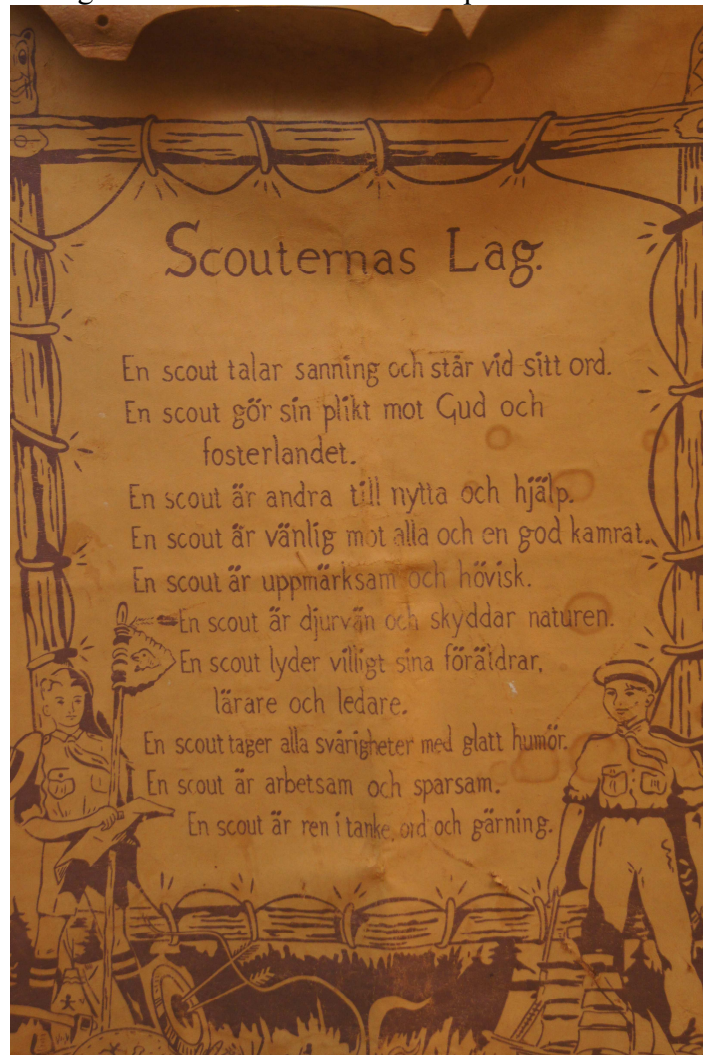 Scouternas Lag.
En scout talar sanning och står vid sitt ord.
En scout gör sin plikt mot Gud och
fosterlandet.
En scout är andra till nytta och hjälp.
En scout är vänlig mot alla och en god kamrat.
En scout är uppmärksam och hövisk.
En scout är djurvän och skyddar naturen.
En scout lyder villigt sina föräldrar,
lärare och ledare.
En scout tager alla svårigheter med glatt humör.
En scout är arbetsam och sparsam.
En scout är ren i tanke, ord och gärning.